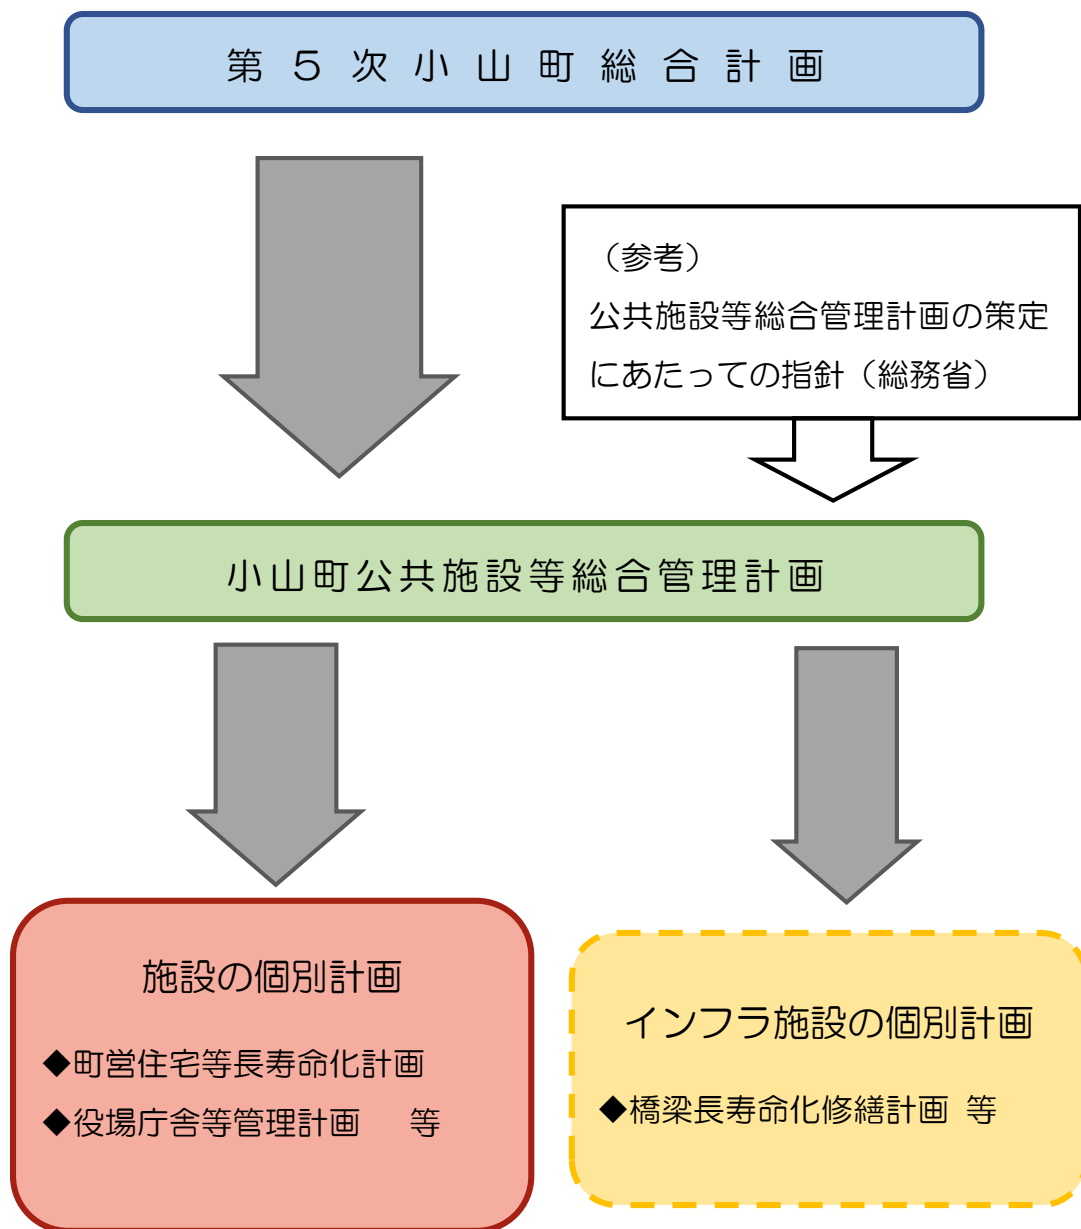 第５次小山町総合計画
（参考）
公共施設等総合管理計画の策定
にあたっての指針（総務省）
小山町公共施設等総合管理計画
施設の個別計画
◆町営住宅等長寿命化計画
◆役場庁舎等管理計画　等
インフラ施設の個別計画
◆橋梁長寿命化修繕計画 等